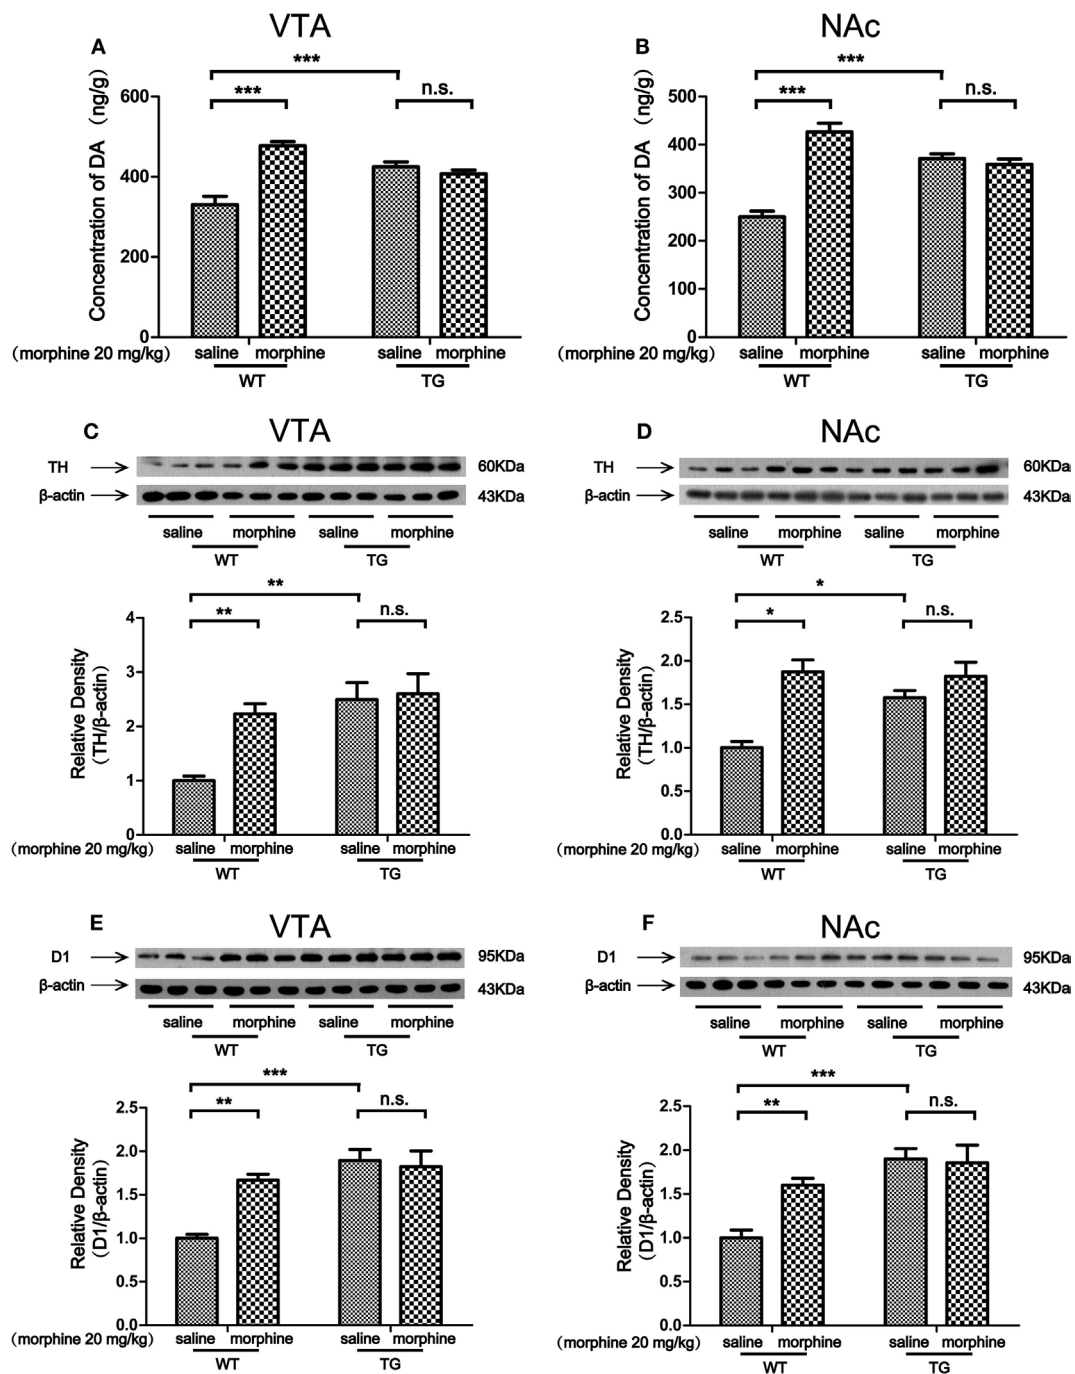 VTA
NAc
A
B
Concentration of DA (ng/g)
600
400
200
0
***
***
n.s.
(morphine 20 mg/kg)
saline morphine saline morphine
WT TG
Concentration of DA (ng/g)
500
400
300
200
100
0
***
***
n.s.
(morphine 20 mg/kg)
saline morphine saline morphine
WT TG
C
VTA
TH 60KDa
β-actin 43KDa
saline morphine saline morphine
WT TG
Relative Density
(TH/β-actin)
4
3
2
1
0
**
**
n.s.
(morphine 20 mg/kg)
saline morphine saline morphine
WT TG
D
NAc
TH 60KDa
β-actin 43KDa
saline morphine saline morphine
WT TG
Relative Density
(TH/β-actin)
2.5
2.0
1.5
1.0
0.5
0.0
*
*
n.s.
(morphine 20 mg/kg)
saline morphine saline morphine
WT TG
E
VTA
D1 95KDa
β-actin 43KDa
saline morphine saline morphine
WT TG
Relative Density
(D1/β-actin)
2.5
2.0
1.5
1.0
0.5
0.0
***
**
n.s.
(morphine 20 mg/kg)
saline morphine saline morphine
WT TG
F
NAc
D1 95KDa
β-actin 43KDa
saline morphine saline morphine
WT TG
Relative Density
(D1/β-actin)
2.5
2.0
1.5
1.0
0.5
0.0
***
**
n.s.
(morphine 20 mg/kg)
saline morphine saline morphine
WT TG